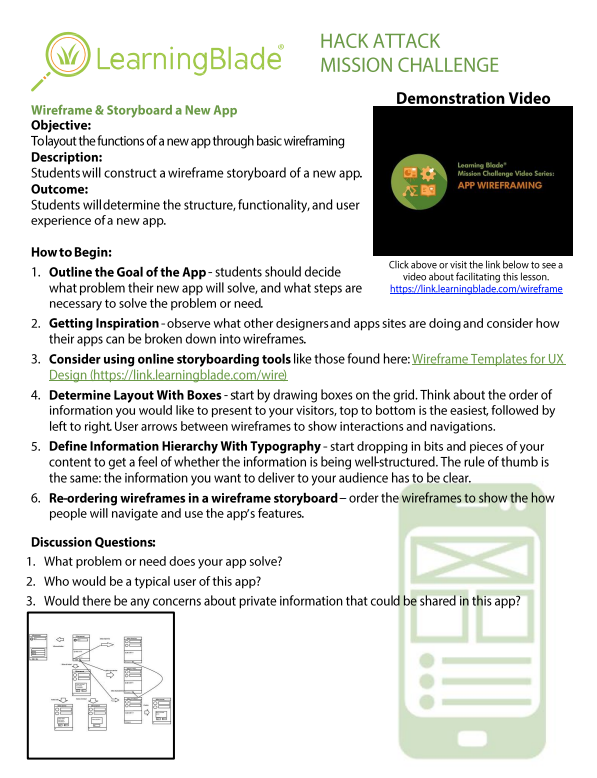 LearningBlade®
HACK ATTACK
MISSION CHALLENGE
Wireframe & Storyboard a New App
Objective:
To layout the functions of a new app through basic wireframing
Description:
Students will construct a wireframe storyboard of a new app.
Outcome:
Students will determine the structure, functionality, and user
experience of a new app.
Demonstration Video
Learning Blade®
Mission Challenge Video Series:
APP WIREFRAMING
Click above or visit the link below to see a
video about facilitating this lesson.
https://link.learningblade.com/wireframe
How to Begin:
1. Outline the Goal of the App - students should decide
what problem their new app will solve, and what steps are
necessary to solve the problem or need.
2. Getting Inspiration - observe what other designers and apps sites are doing and consider how
their apps can be broken down into wireframes.
3. Consider using online storyboarding tools like those found here: Wireframe Templates for UX
Design (https://link.learningblade.com/wire)
4. Determine Layout With Boxes - start by drawing boxes on the grid. Think about the order of
information you would like to present to your visitors, top to bottom is the easiest, followed by
left to right. User arrows between wireframes to show interactions and navigations.
5. Define Information Hierarchy With Typography - start dropping in bits and pieces of your
content to get a feel of whether the information is being well-structured. The rule of thumb is
the same: the information you want to deliver to your audience has to be clear.
6. Re-ordering wireframes in a wireframe storyboard – order the wireframes to show the how
people will navigate and use the app's features.
Discussion Questions:
1. What problem or need does your app solve?
2. Who would be a typical user of this app?
3. Would there be any concerns about private information that could be shared in this app?